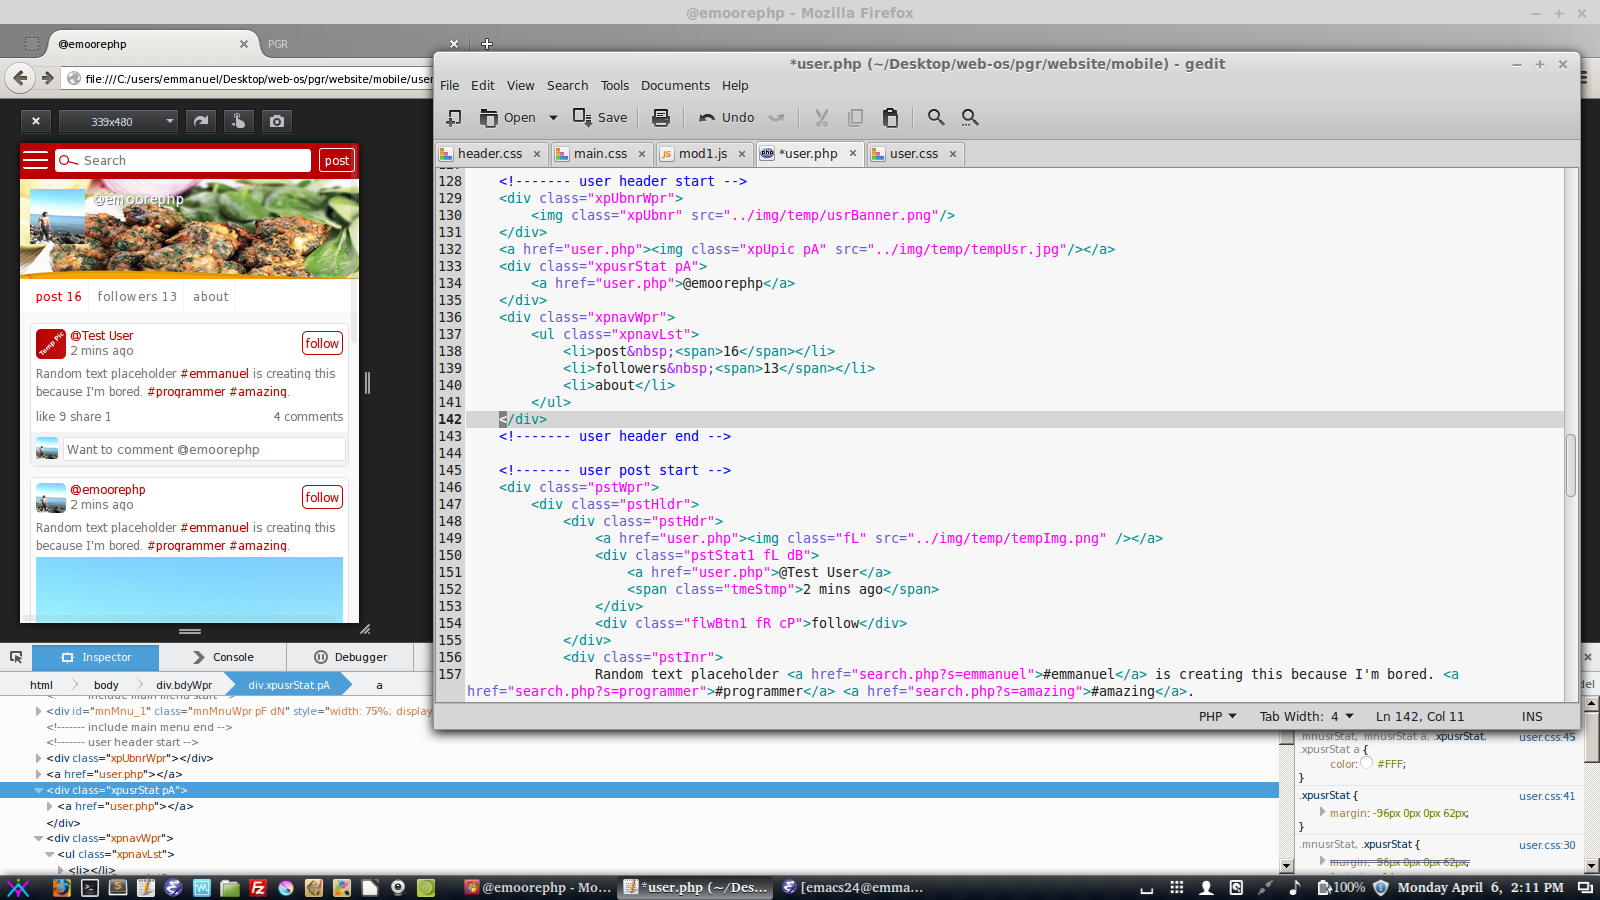 @emoorephp - Mozilla Firefox
@emoorephp
PGR
file:///C:/users/emmanuel/Desktop/web-os/pgr/website/mobile/user
*user.php (~/Desktop/web-os/pgr/website/mobile) - gedit
File Edit View Search Tools Documents Help
Open Save Undo
header.css main.css mod1.js *user.php user.css
339x480
Search post
@emoorephp
post 16 followers 13 about
Temp Pic
@Test User
2 mins ago
follow
Random text placeholder #emmanuel is creating this
because I'm bored. #programmer #amazing.
like 9 share 1 4 comments
Want to comment @emoorephp
@emoorephp
2 mins ago
follow
Random text placeholder #emmanuel is creating this
because I'm bored. #programmer #amazing.
128 <!------- user header start -->
129 <div class="xpUbnrWpr">
130 <img class="xpUbnr" src="../img/temp/usrBanner.png"/>
131 </div>
132 <a href="user.php"><img class="xpUpic pA" src="../img/temp/tempUsr.jpg"/></a>
133 <div class="xpusrStat pA">
134 <a href="user.php">@emoorephp</a>
135 </div>
136 <div class="xpnavWpr">
137 <ul class="xpnavLst">
138 <li>post&nbsp;<span>16</span></li>
139 <li>followers&nbsp;<span>13</span></li>
140 <li>about</li>
141 </ul>
142 </div>
143 <!------- user header end -->
144
145 <!------- user post start -->
146 <div class="pstWpr">
147 <div class="pstHldr">
148 <div class="pstHdr">
149 <a href="user.php"><img class="fL" src="../img/temp/tempImg.png" /></a>
150 <div class="pstStat1 fL dB">
151 <a href="user.php">@Test User</a>
152 <span class="tmeStmp">2 mins ago</span>
153 </div>
154 <div class="flwBtn1 fR cP">follow</div>
155 </div>
156 <div class="pstInr">
157 Random text placeholder <a href="search.php?s=emmanuel">#emmanuel</a> is creating this because I'm bored. <a
href="search.php?s=programmer">#programmer</a> <a href="search.php?s=amazing">#amazing</a>.
PHP Tab Width: 4 Ln 142, Col 11 INS
Inspector Console Debugger
html body div.bdyWpr div.xpusrStat.pA a
<!------- include main menu start -->
<div id="mnMnu_1" class="mnMnuWpr pF dN" style="width: 75%; display
<!------- include main menu end -->
<!------- user header start -->
<div class="xpUbnrWpr"></div>
<a href="user.php"></a>
<div class="xpusrStat pA">
<a href="user.php"></a>
</div>
<div class="xpnavWpr">
<ul class="xpnavLst">
<li></li>
.mnusrStat, .mnusrStat a, .xpusrStat, user.css:45
.xpusrStat a {
color: #FFF;
}
.xpusrStat { user.css:41
margin: -96px 0px 0px 62px;
}
.mnusrStat, .xpusrStat { user.css:30
margin: -96px 0px 0px 62px;
@emoorephp - Mo... *user.php (~/Des... [emacs24@emma... 100% Monday April 6, 2:11 PM